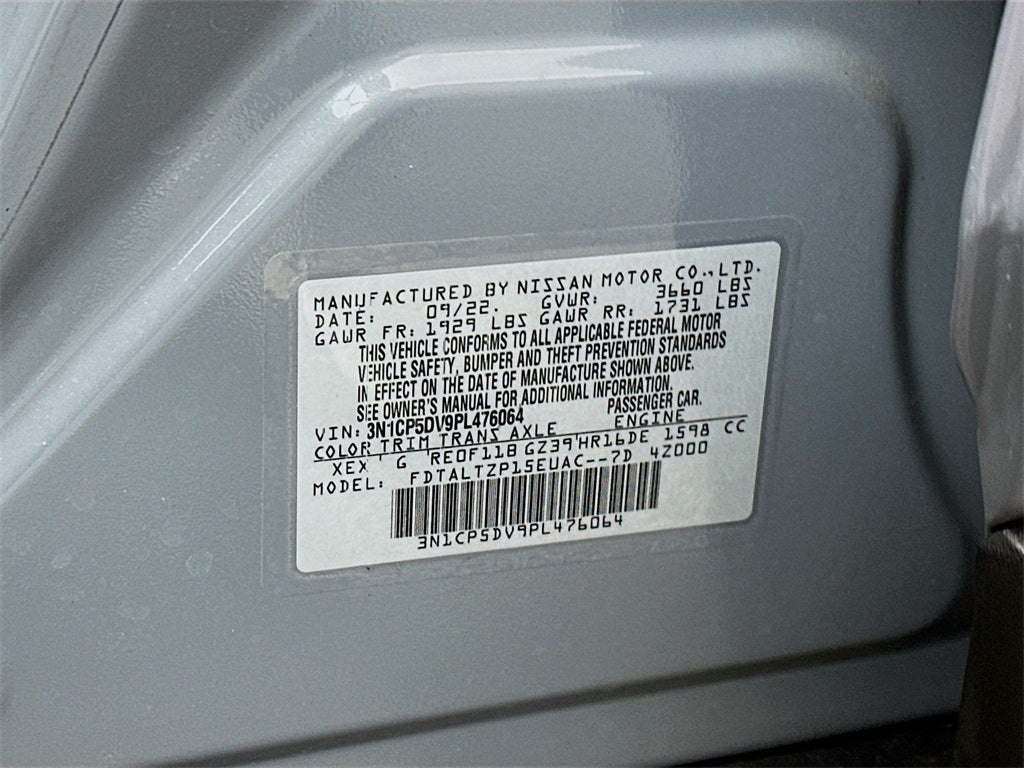 MANUFACTURED BY NISSAN MOTOR CO., LTD.
DATE: 09/22. GVWR: 3660 LBS
GAWR FR: 1929 LBS GAWR RR: 1731 LBS
THIS VEHICLE CONFORMS TO ALL APPLICABLE FEDERAL MOTOR
VEHICLE SAFETY, BUMPER AND THEFT PREVENTION STANDARDS
IN EFFECT ON THE DATE OF MANUFACTURE SHOWN ABOVE.
SEE OWNER'S MANUAL FOR ADDITIONAL INFORMATION.
VIN: 3N1CP5DV9PL476064 PASSENGER CAR.
COLOR TRIM TRANS AXLE ENGINE
XEX G RE0F11B GZ39 HR16DE 1598 CC
MODEL: FDTALTZP15EUAC--7D 4Z000
3N1CP5DV9PL476064